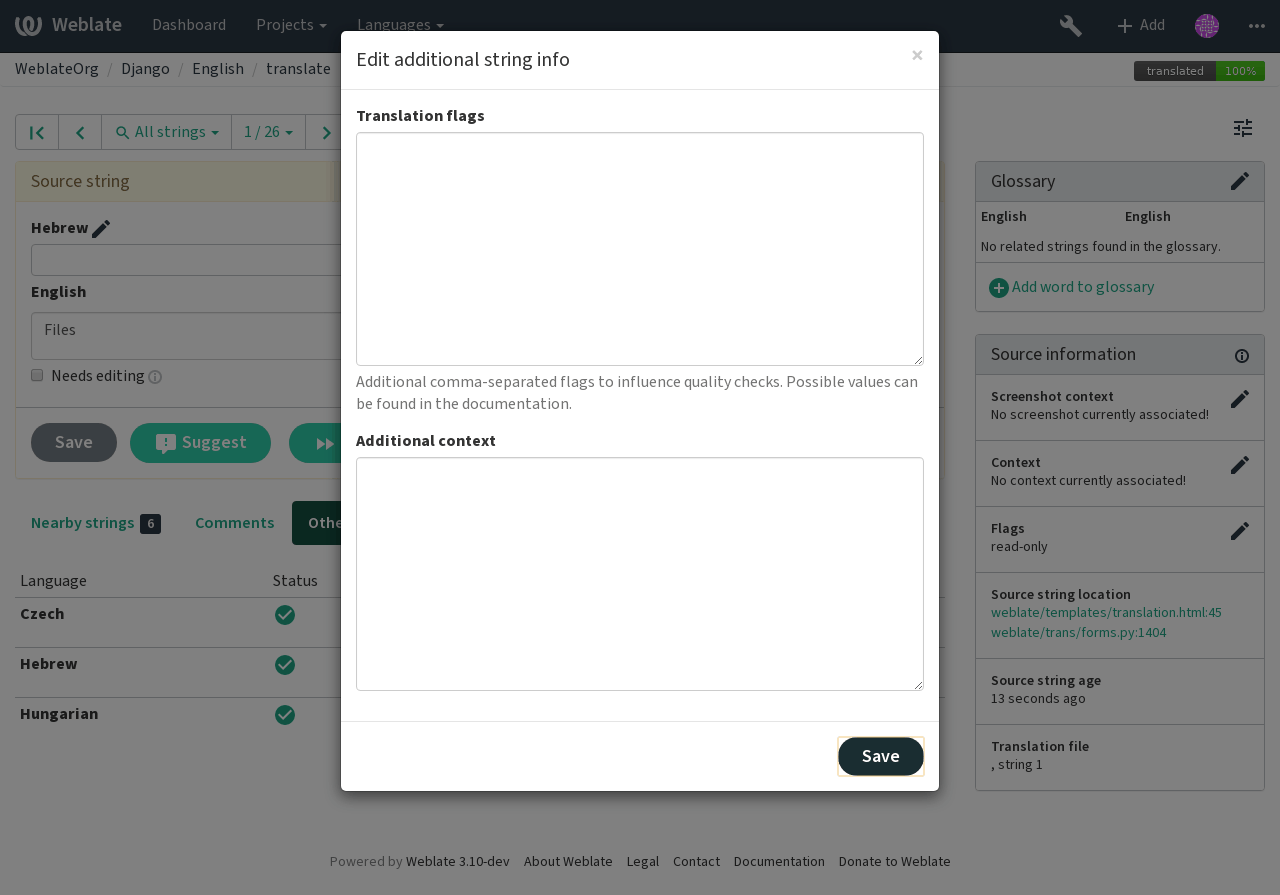 Weblate Dashboard Projects Languages Add
WeblateOrg / Django / English / translate
translated 100%
Edit additional string info ×
Translation flags
Additional comma-separated flags to influence quality checks. Possible values can
be found in the documentation.
Additional context
Save
All strings 1 / 26
Source string
Hebrew
English
Files
Needs editing
Save Suggest
Nearby strings 6 Comments
Language Status
Czech
Hebrew
Hungarian
Glossary
English English
No related strings found in the glossary.
Add word to glossary
Source information
Screenshot context
No screenshot currently associated!
Context
No context currently associated!
Flags
read-only
Source string location
weblate/templates/translation.html:45
weblate/trans/forms.py:1404
Source string age
13 seconds ago
Translation file
, string 1
Powered by Weblate 3.10-dev About Weblate Legal Contact Documentation Donate to Weblate